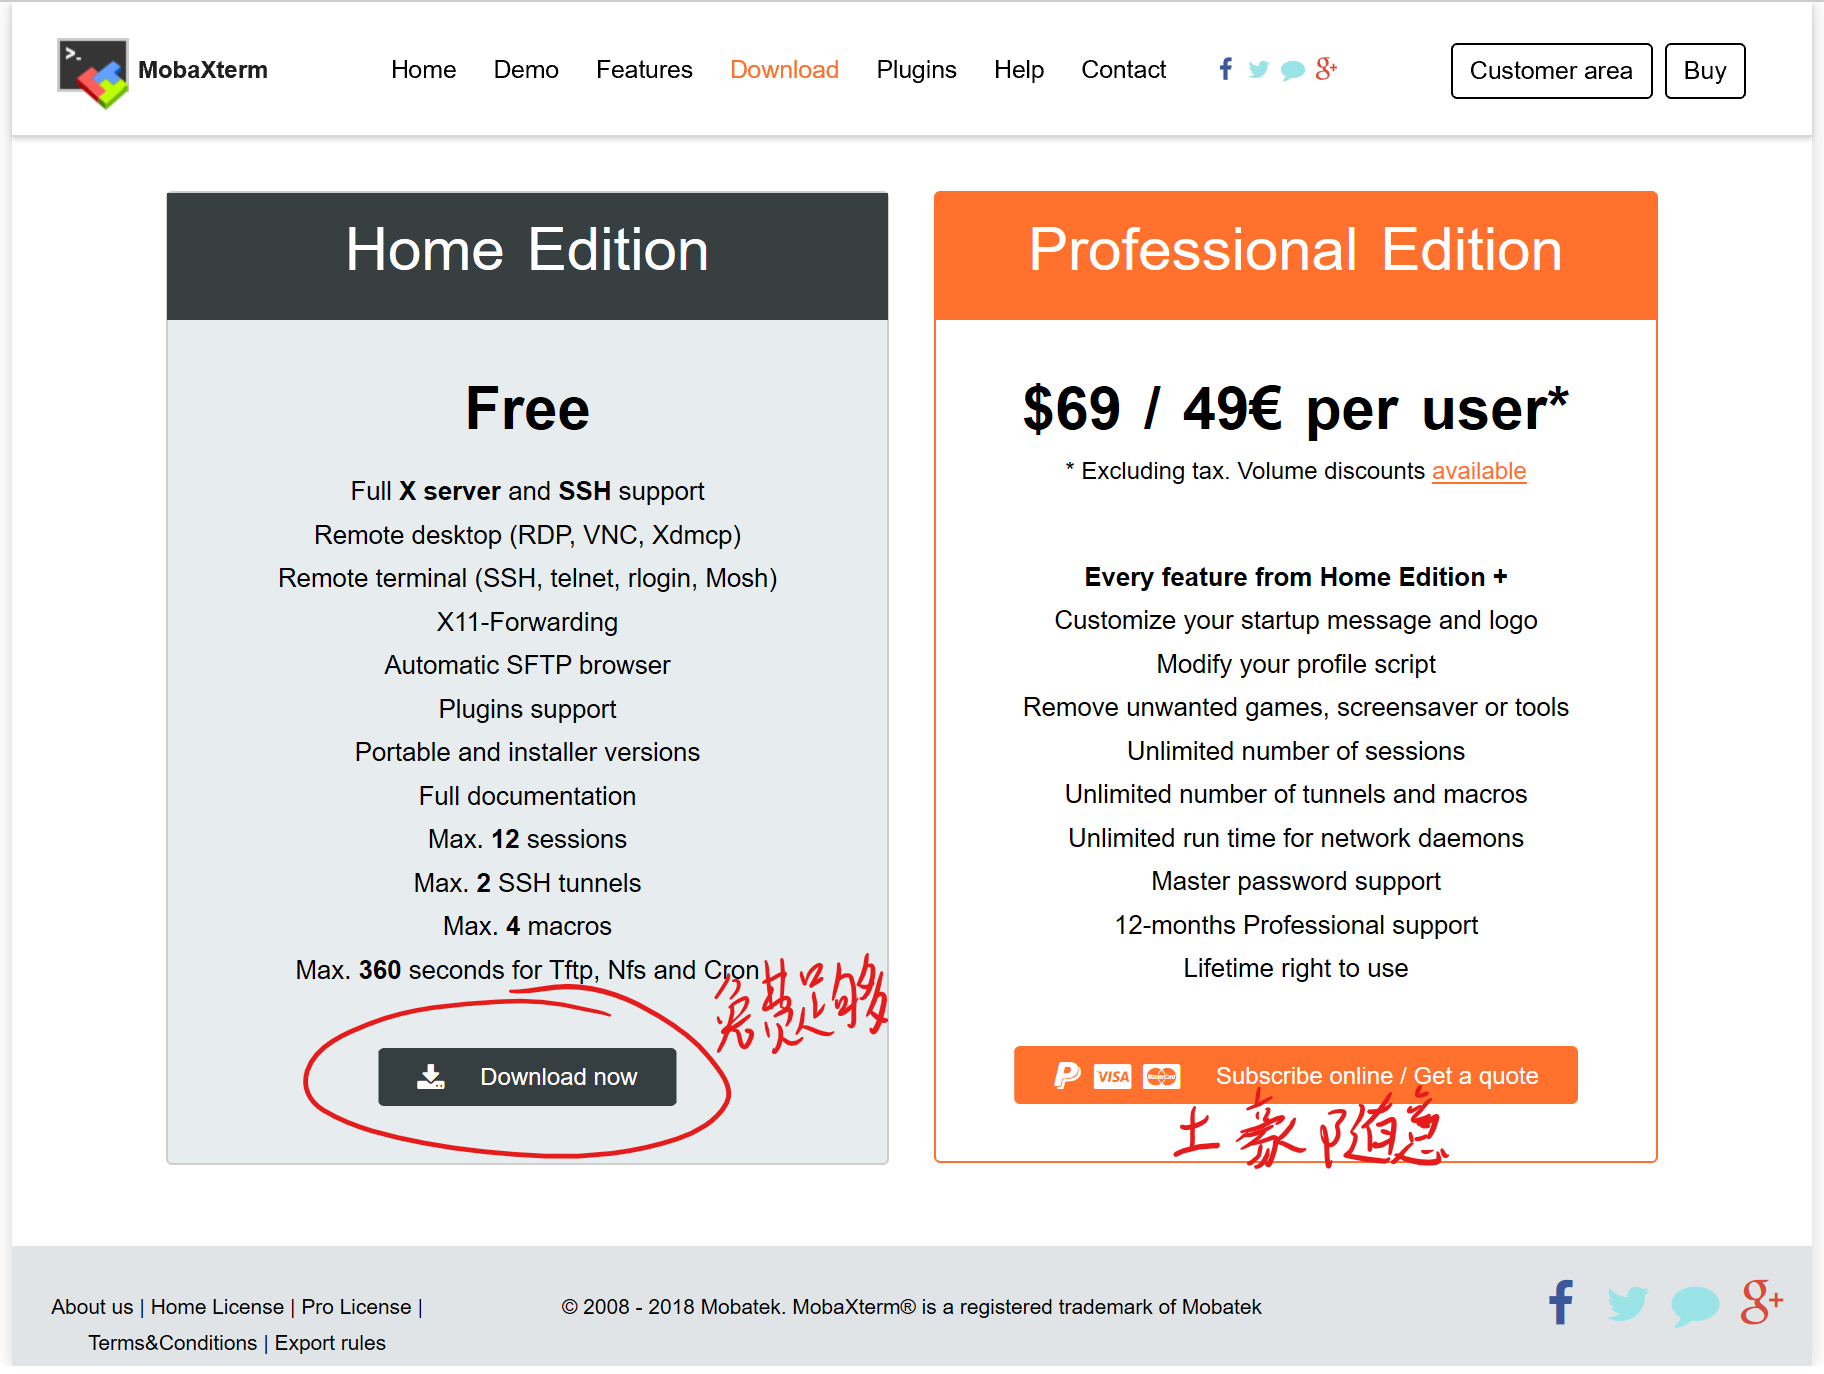 MobaXterm Home Demo Features Download Plugins Help Contact Customer area Buy
Home Edition
Free
Full X server and SSH support
Remote desktop (RDP, VNC, Xdmcp)
Remote terminal (SSH, telnet, rlogin, Mosh)
X11-Forwarding
Automatic SFTP browser
Plugins support
Portable and installer versions
Full documentation
Max. 12 sessions
Max. 2 SSH tunnels
Max. 4 macros
Max. 360 seconds for Tftp, Nfs and Cron
免费足够
Download now
Professional Edition
$69 / 49€ per user*
* Excluding tax. Volume discounts available
Every feature from Home Edition +
Customize your startup message and logo
Modify your profile script
Remove unwanted games, screensaver or tools
Unlimited number of sessions
Unlimited number of tunnels and macros
Unlimited run time for network daemons
Master password support
12-months Professional support
Lifetime right to use
VISA MasterCard Subscribe online / Get a quote
土豪随意
About us | Home License | Pro License |
Terms&Conditions | Export rules
© 2008 - 2018 Mobatek. MobaXterm® is a registered trademark of Mobatek